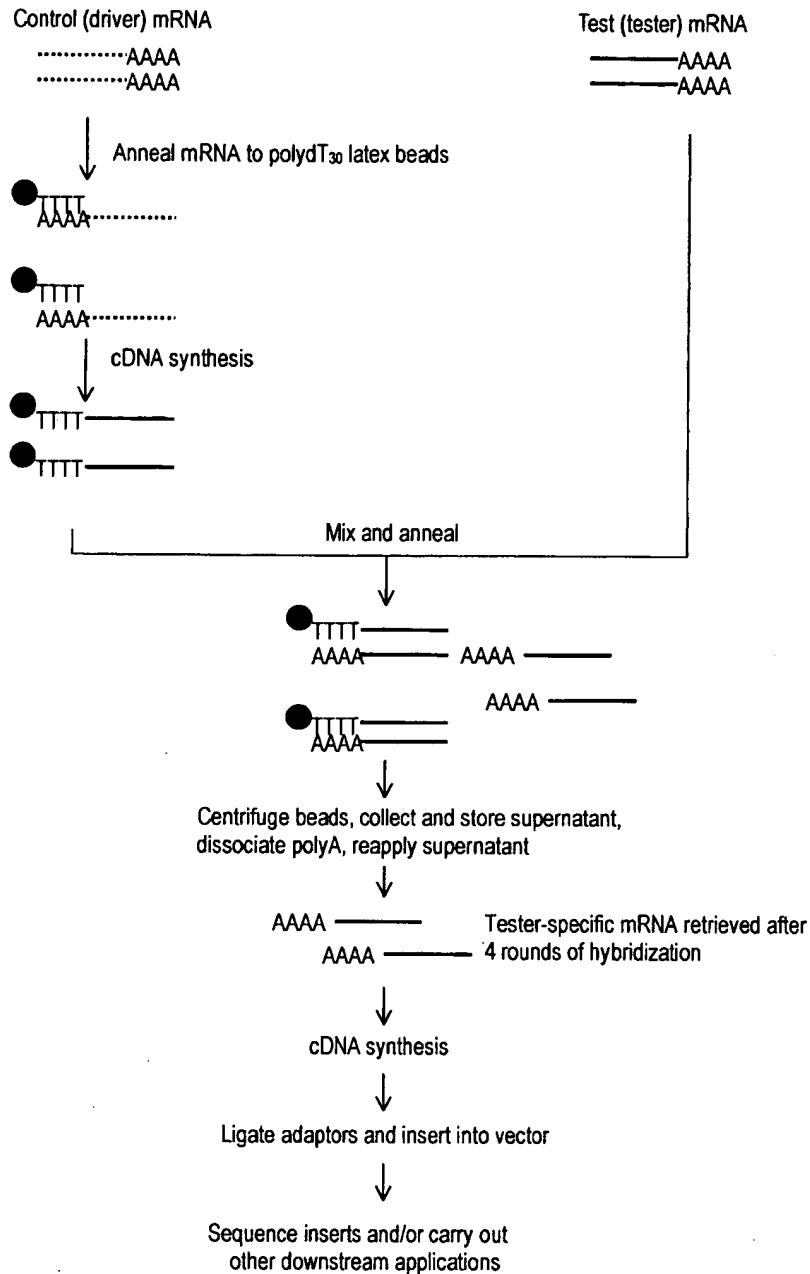 Control (driver) mRNA
Test (tester) mRNA
AAAA
AAAA
AAAA
AAAA
Anneal mRNA to polydT30 latex beads
TTTT
AAAA
TTTT
AAAA
cDNA synthesis
TTTT
TTTT
Mix and anneal
TTTT
AAAA AAAA
AAAA
TTTT
AAAA
Centrifuge beads, collect and store supernatant,
dissociate polyA, reapply supernatant
AAAA
AAAA
Tester-specific mRNA retrieved after
4 rounds of hybridization
cDNA synthesis
Ligate adaptors and insert into vector
Sequence inserts and/or carry out
other downstream applications